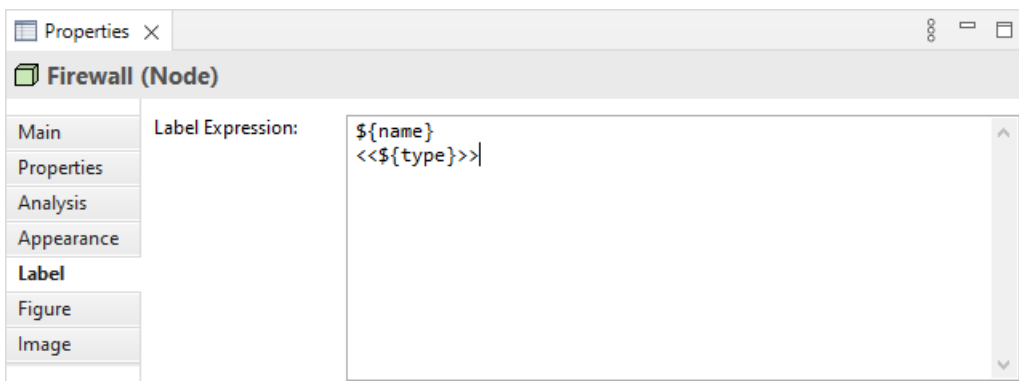 Properties
Firewall (Node)
Main
Properties
Analysis
Appearance
Label
Figure
Image
Label Expression:
${name}
<<${type}>>